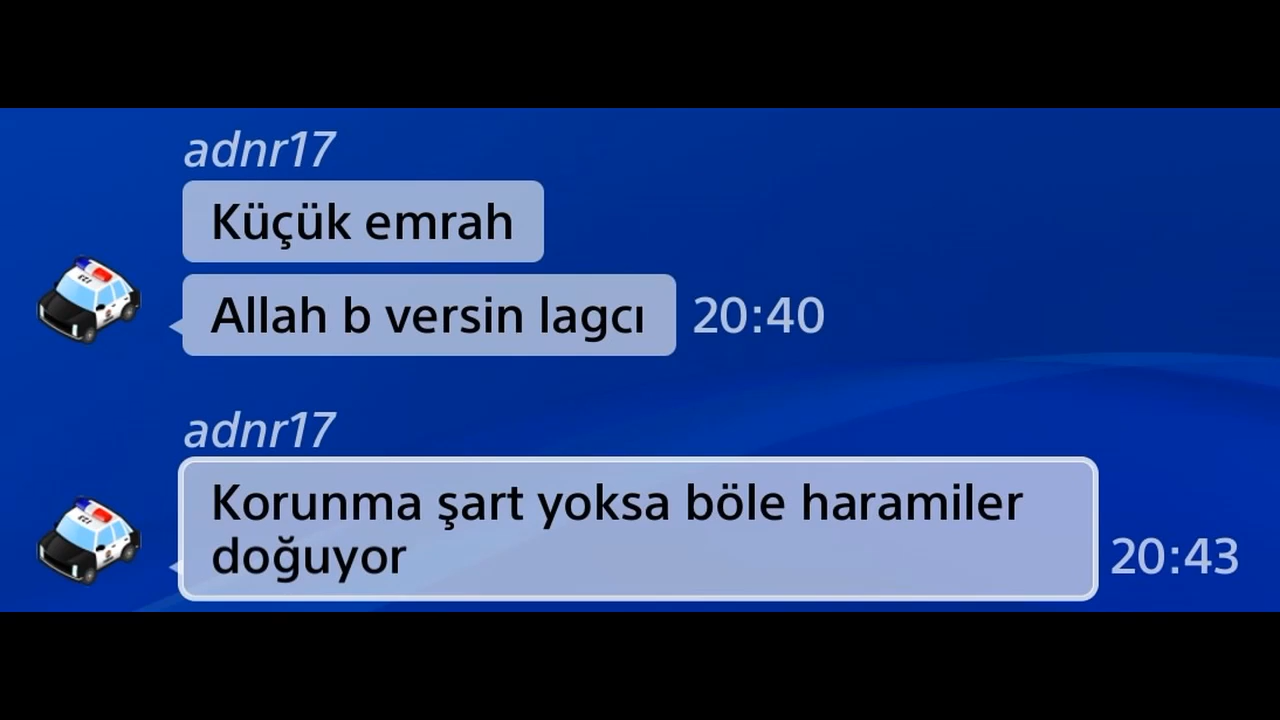 adnr17
Küçük emrah
Allah b versin lagcı
20:40
adnr17
Korunma şart yoksa böle haramiler
doğuyor
20:43